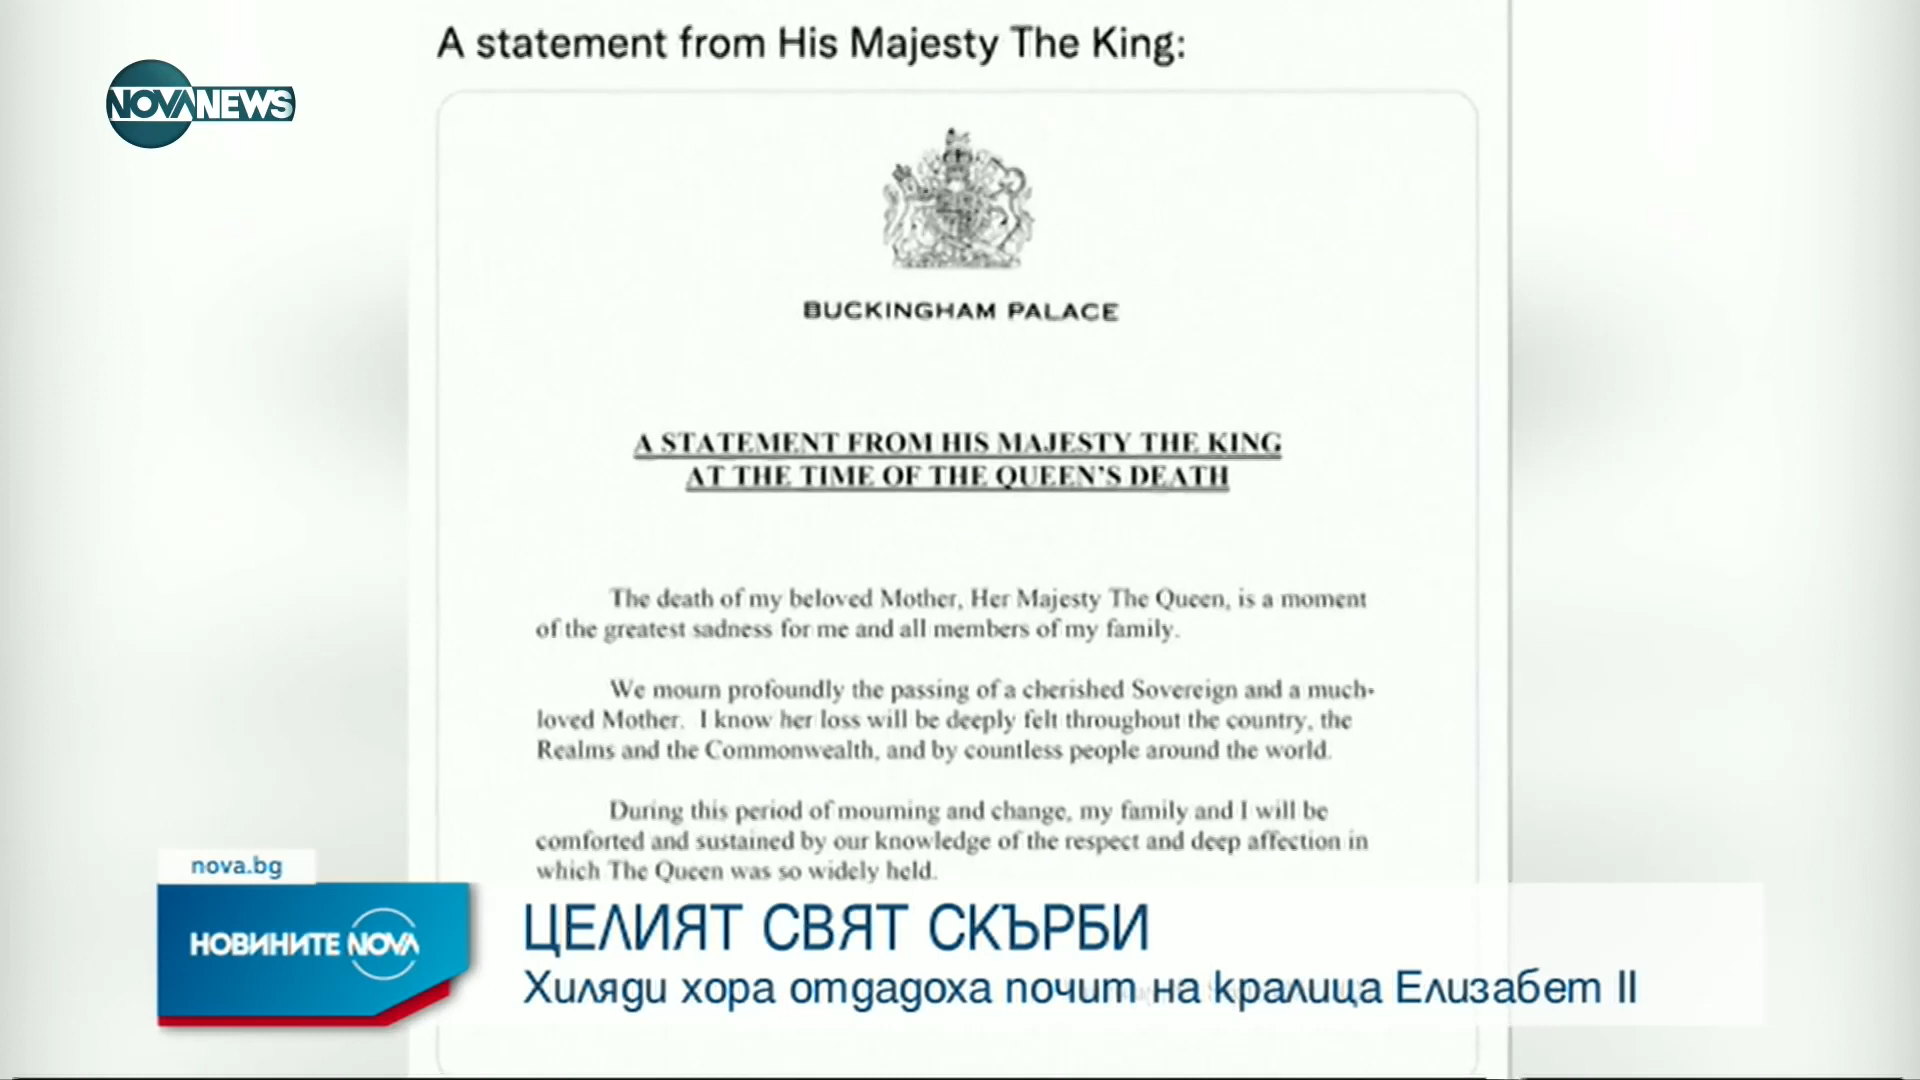 A statement from His Majesty The King:
NOVANEWS
BUCKINGHAM PALACE
A STATEMENT FROM HIS MAJESTY THE KING
AT THE TIME OF THE QUEEN'S DEATH
The death of my beloved Mother, Her Majesty The Queen, is a moment
of the greatest sadness for me and all members of my family.
We mourn profoundly the passing of a cherished Sovereign and a much-
loved Mother. I know her loss will be deeply felt throughout the country, the
Realms and the Commonwealth, and by countless people around the world.
During this period of mourning and change, my family and I will be
comforted and sustained by our knowledge of the respect and deep affection in
which The Queen was so widely held.
nova.bg
НОВИНИТЕ NOVA
ЦЕЛИЯТ СВЯТ СКЪРБИ
Хиляди хора отдадоха почит на кралица Елизабет II